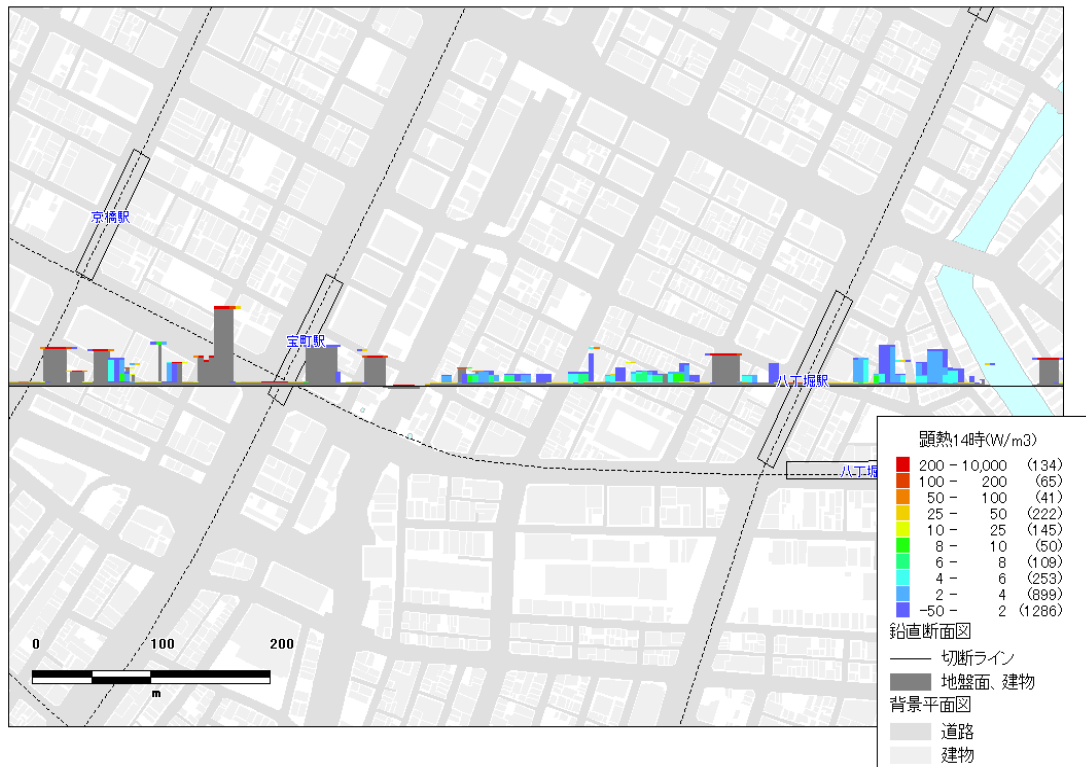 京橋駅
宝町駅
八丁堀駅
八丁堀
顕熱14時(W/m3)
200 - 10,000 (134)
100 - 200 (65)
50 - 100 (41)
25 - 50 (222)
10 - 25 (145)
8 - 10 (50)
6 - 8 (109)
4 - 6 (253)
2 - 4 (899)
-50 - 2 (1286)
鉛直断面図
切断ライン
地盤面、建物
背景平面図
道路
建物
0 100 200
m